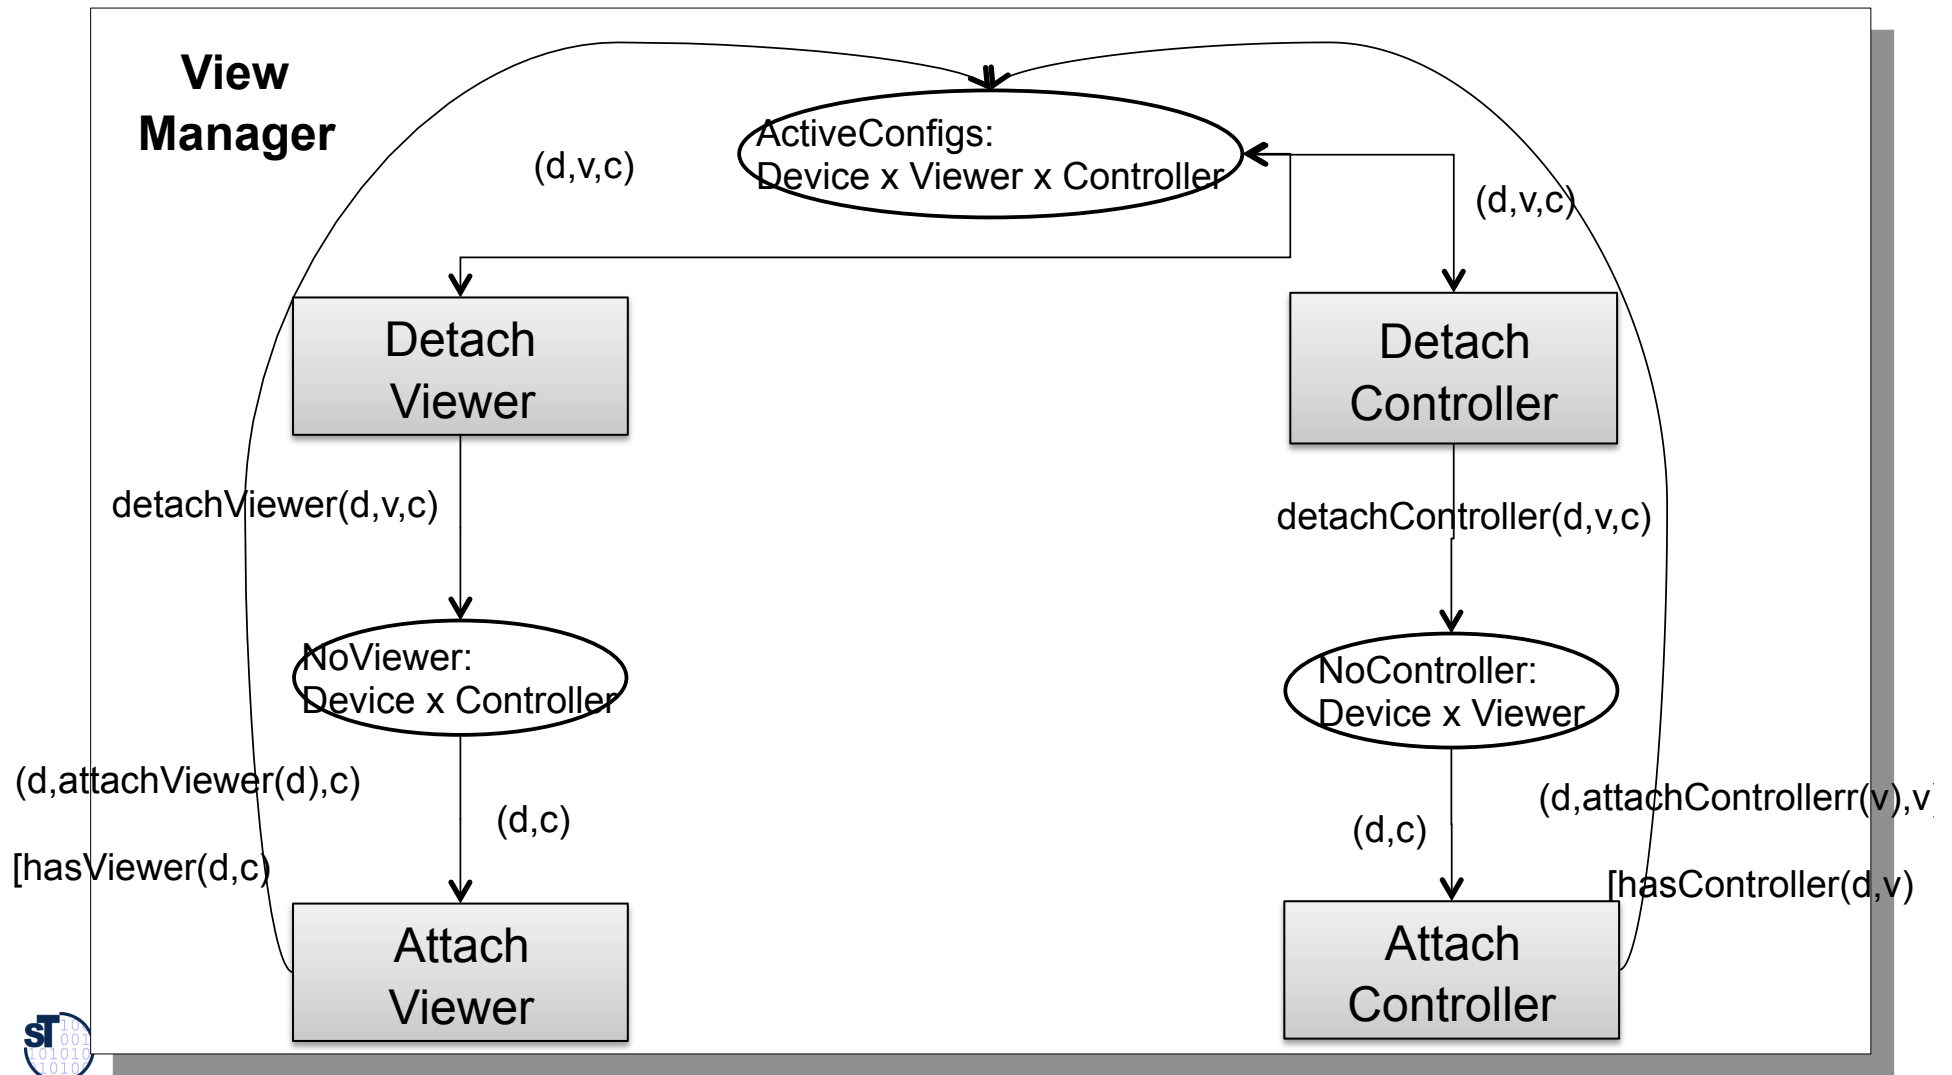 View
Manager
ActiveConfigs:
Device x Viewer x Controller
(d,v,c)
(d,v,c)
Detach
Viewer
Detach
Controller
detachViewer(d,v,c)
detachController(d,v,c)
NoViewer:
Device x Controller
NoController:
Device x Viewer
(d,attachViewer(d),c)
(d,c)
(d,attachControllerr(v),v)
(d,c)
[hasViewer(d,c)
[hasController(d,v)
Attach
Viewer
Attach
Controller
ST